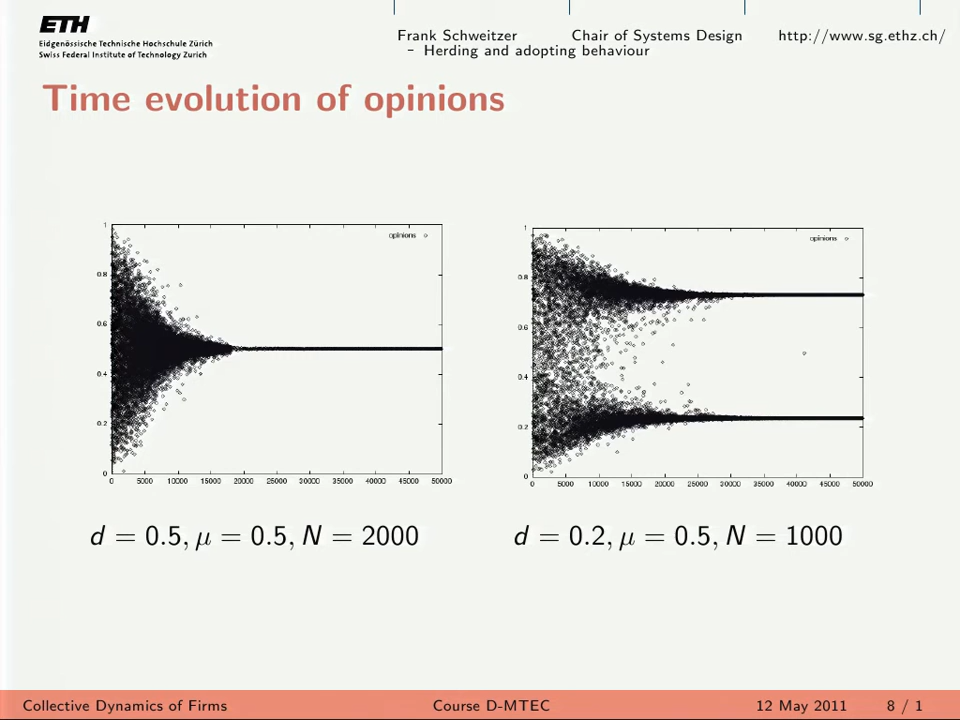 ETH
Eidgenössische Technische Hochschule Zürich
Swiss Federal Institute of Technology Zurich
Frank Schweitzer Chair of Systems Design http://www.sg.ethz.ch/
– Herding and adopting behaviour
Time evolution of opinions
opinions
1
0.8
0.6
0.4
0.2
0
0 5000 10000 15000 20000 25000 30000 35000 40000 45000 50000
opinions
1
0.8
0.6
0.4
0.2
0
0 5000 10000 15000 20000 25000 30000 35000 40000 45000 50000
d = 0.5, μ = 0.5, N = 2000
d = 0.2, μ = 0.5, N = 1000
Collective Dynamics of Firms Course D-MTEC 12 May 2011 8 / 1